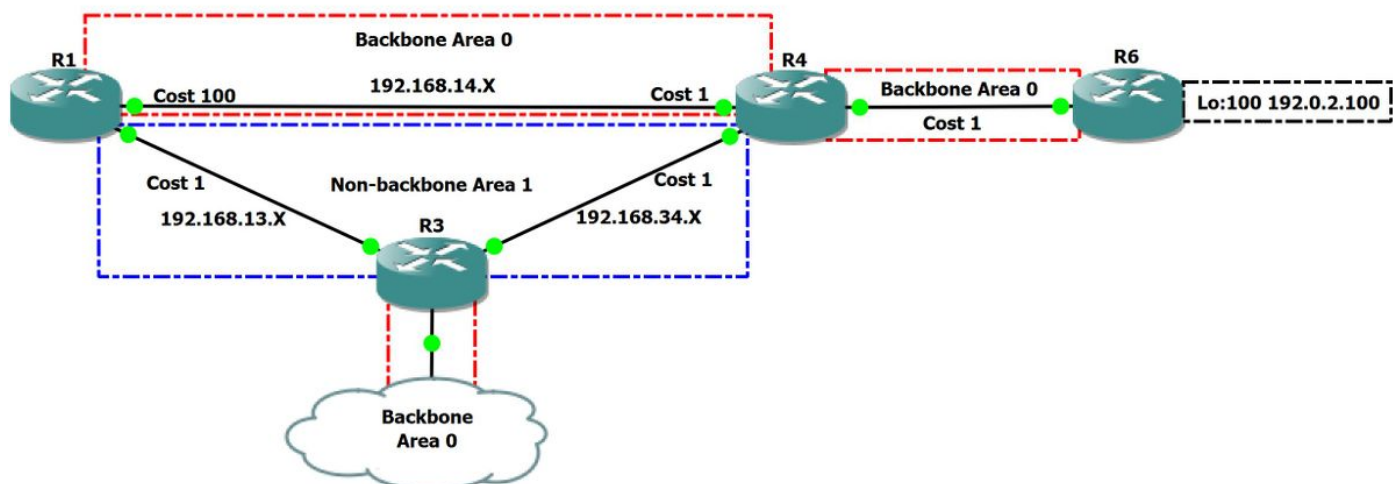 Backbone Area 0
R1
R4
R6
192.168.14.X
Cost 100
Cost 1
Backbone Area 0
Lo:100 192.0.2.100
Cost 1
Cost 1
Non-backbone Area 1
Cost 1
192.168.13.X
192.168.34.X
R3
Backbone
Area 0